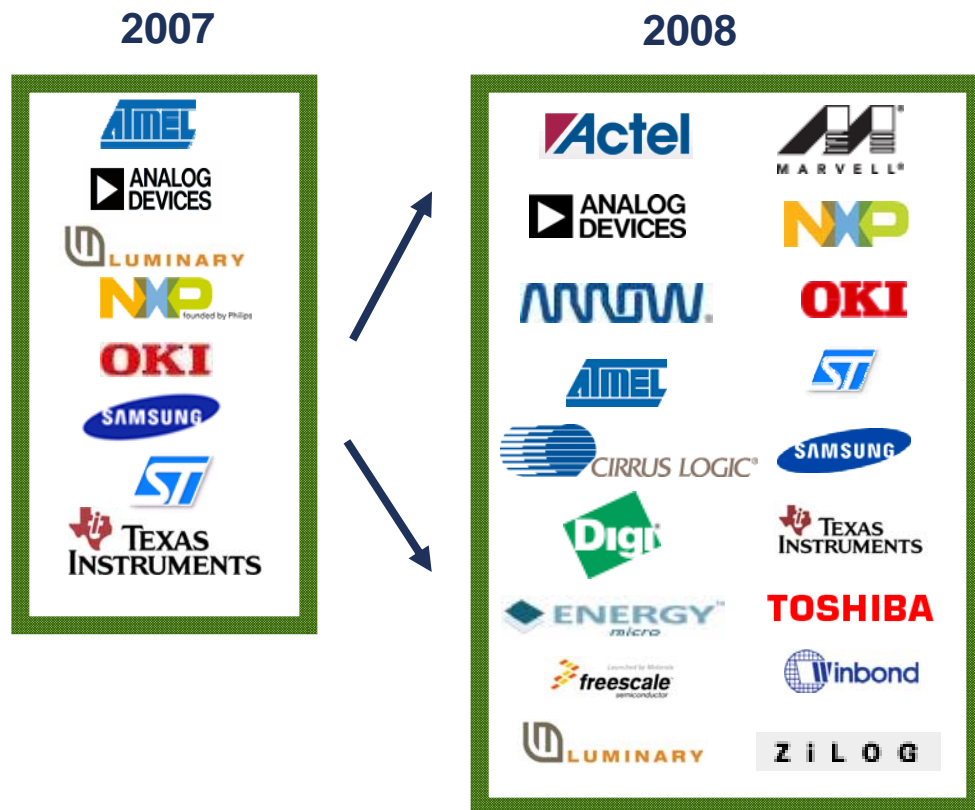 2007
2008
ATMEL
ANALOG
DEVICES
LUMINARY
NXP
founded by Philips
OKI
SAMSUNG
ST
TEXAS
INSTRUMENTS
Actel
ANALOG
DEVICES
ARROW®
ATMEL
CIRRUS LOGIC®
Digi
ENERGY™
micro
Launched by Motorola
freescale
semiconductor
LUMINARY
MARVELL®
NXP
OKI
ST
SAMSUNG
TEXAS
INSTRUMENTS
TOSHIBA
Winbond
ZiLOG